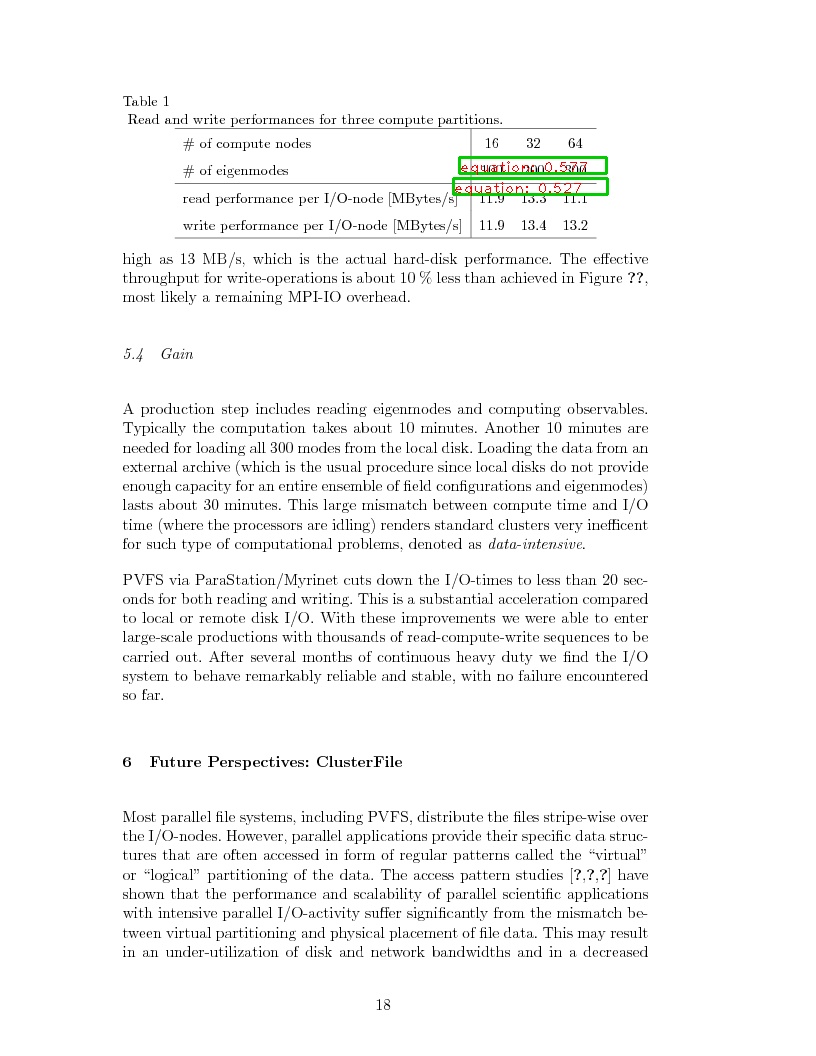 Table 1
Read and write performances for three compute partitions.
# of compute nodes 16 32 64
# of eigenmodes
equation: 0.577
equation: 0.527
read performance per I/O-node [MBytes/s] 11.9 13.3 11.1
write performance per I/O-node [MBytes/s] 11.9 13.4 13.2
high as 13 MB/s, which is the actual hard-disk performance. The effective
throughput for write-operations is about 10 % less than achieved in Figure ??,
most likely a remaining MPI-IO overhead.
5.4 Gain
A production step includes reading eigenmodes and computing observables.
Typically the computation takes about 10 minutes. Another 10 minutes are
needed for loading all 300 modes from the local disk. Loading the data from an
external archive (which is the usual procedure since local disks do not provide
enough capacity for an entire ensemble of field configurations and eigenmodes)
lasts about 30 minutes. This large mismatch between compute time and I/O
time (where the processors are idling) renders standard clusters very inefficent
for such type of computational problems, denoted as data-intensive.
PVFS via ParaStation/Myrinet cuts down the I/O-times to less than 20 sec-
onds for both reading and writing. This is a substantial acceleration compared
to local or remote disk I/O. With these improvements we were able to enter
large-scale productions with thousands of read-compute-write sequences to be
carried out. After several months of continuous heavy duty we find the I/O
system to behave remarkably reliable and stable, with no failure encountered
so far.
6 Future Perspectives: ClusterFile
Most parallel file systems, including PVFS, distribute the files stripe-wise over
the I/O-nodes. However, parallel applications provide their specific data struc-
tures that are often accessed in form of regular patterns called the “virtual”
or “logical” partitioning of the data. The access pattern studies [?,?,?] have
shown that the performance and scalability of parallel scientific applications
with intensive parallel I/O-activity suffer significantly from the mismatch be-
tween virtual partitioning and physical placement of file data. This may result
in an under-utilization of disk and network bandwidths and in a decreased
18